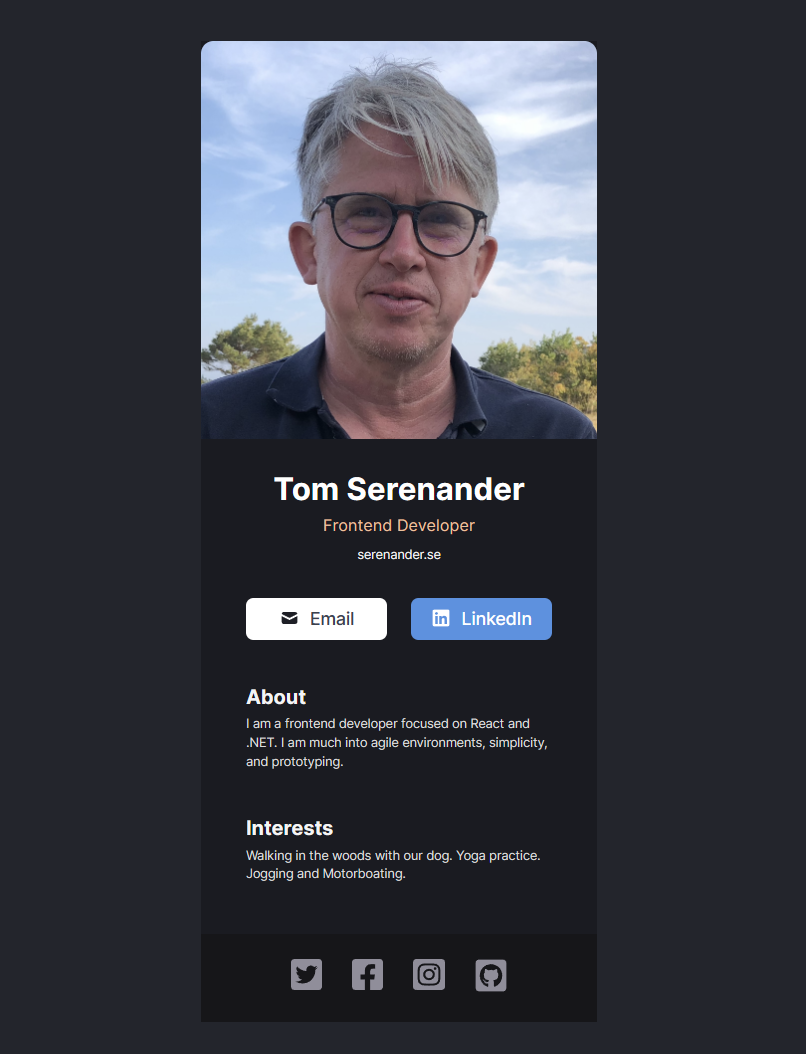 Tom Serenander
Frontend Developer
serenander.se
Email
in LinkedIn
About
I am a frontend developer focused on React and
.NET. I am much into agile environments, simplicity,
and prototyping.
Interests
Walking in the woods with our dog. Yoga practice.
Jogging and Motorboating.